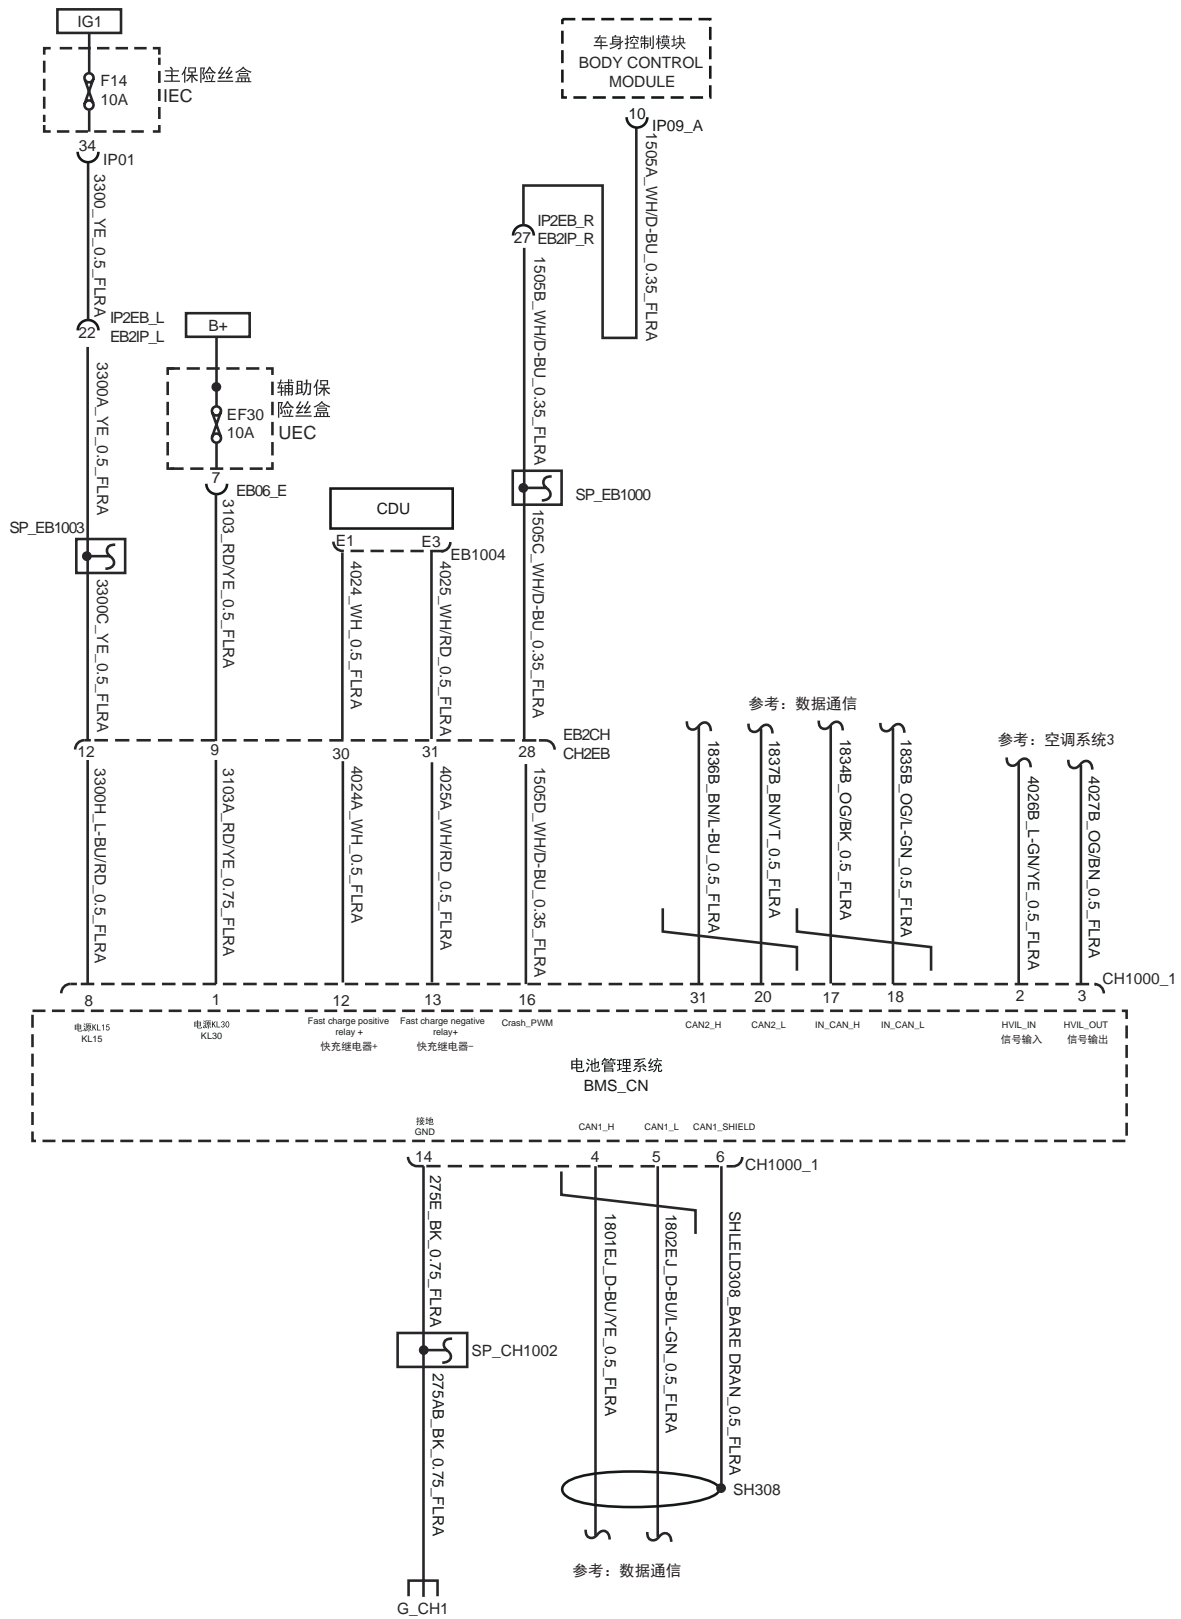 IG1
F14
10A
主保险丝盒
IEC
34
IP01
3300_YE_0.5_FLRA
22
IP2EB_L
EB2IP_L
3300A_YE_0.5_FLRA
SP_EB1003
3300C_YE_0.5_FLRA
B+
EF30
10A
辅助保
险丝盒
UEC
7
EB06_E
3103_RD/YE_0.5_FLRA
CDU
E1
E3
EB1004
4024_WH_0.5_FLRA
4025_WH/RD_0.5_FLRA
车身控制模块
BODY CONTROL
MODULE
10
IP09_A
1505A_WH/D-BU_0.35_FLRA
27
IP2EB_R
EB2IP_R
1505B_WH/D-BU_0.35_FLRA
SP_EB1000
1505C_WH/D-BU_0.35_FLRA
12
9
30
31
28
EB2CH
CH2EB
3300H_L-BU/RD_0.5_FLRA
3103A_RD/YE_0.75_FLRA
4024A_WH_0.5_FLRA
4025A_WH/RD_0.5_FLRA
1505D_WH/D-BU_0.35_FLRA
参考：数据通信
1836B_BN/L-BU_0.5_FLRA
1837B_BN/VT_0.5_FLRA
1834B_OG/BK_0.5_FLRA
1835B_OG/L-GN_0.5_FLRA
参考：空调系统3
4026B_L-GN/YE_0.5_FLRA
4027B_OG/BN_0.5_FLRA
CH1000_1
8
1
12
13
16
31
20
17
18
2
3
电源KL15
KL15
电源KL30
KL30
Fast charge positive
relay +
快充继电器+
Fast charge negative
relay+
快充继电器-
Crash_PWM
CAN2_H
CAN2_L
IN_CAN_H
IN_CAN_L
HVIL_IN
信号输入
HVIL_OUT
信号输出
电池管理系统
BMS_CN
接地
GND
CAN1_H
CAN1_L
CAN1_SHIELD
14
4
5
6
CH1000_1
275E_BK_0.75_FLRA
SP_CH1002
275AB_BK_0.75_FLRA
G_CH1
1801EJ_D-BU/YE_0.5_FLRA
1802EJ_D-BU/L-GN_0.5_FLRA
SHLELD308_BARE DRAN_0.5_FLRA
SH308
参考：数据通信